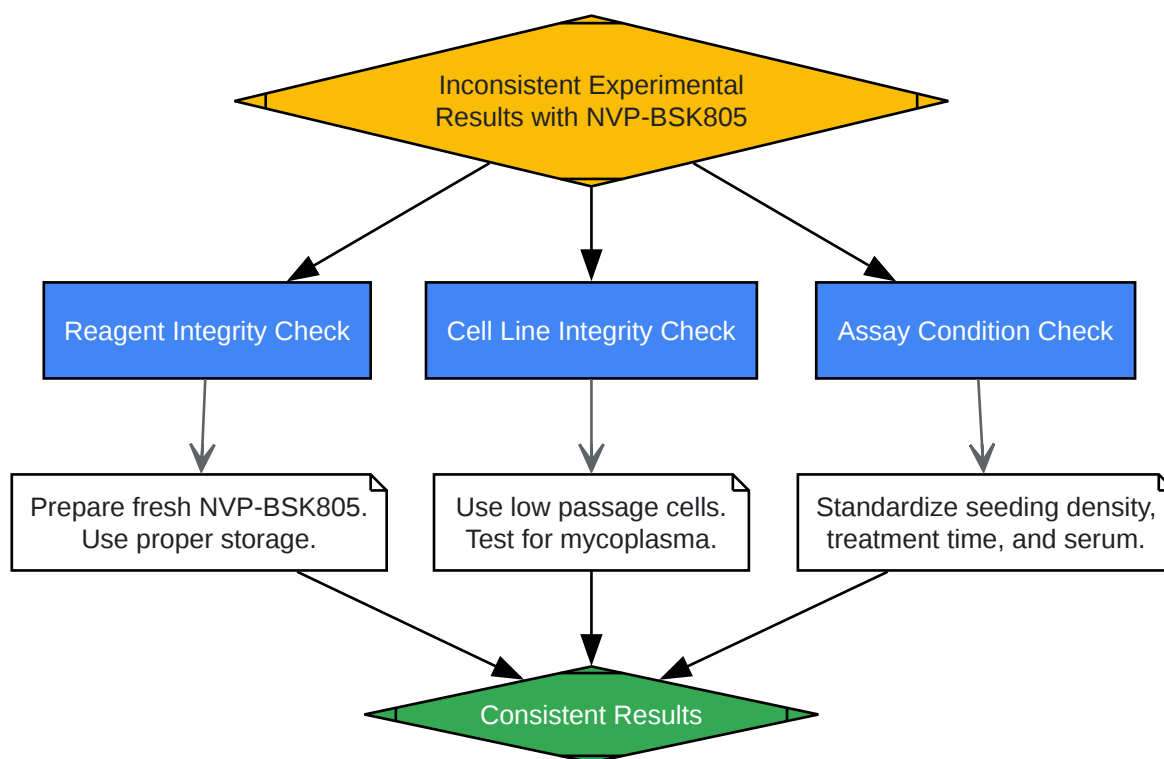 Inconsistent Experimental
Results with NVP-BSK805
Reagent Integrity Check
Cell Line Integrity Check
Assay Condition Check
Prepare fresh NVP-BSK805.
Use proper storage.
Use low passage cells.
Test for mycoplasma.
Standardize seeding density,
treatment time, and serum.
Consistent Results